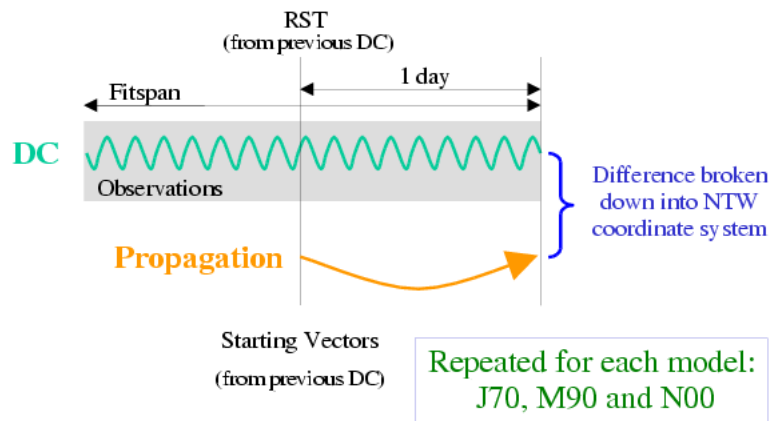 RST
(from previous DC)
1 day
Fitspan
DC
Observations
Difference broken
down into NTW
coordinate system
Propagation
Starting Vectors
(from previous DC)
Repeated for each model:
J70, M90 and N00